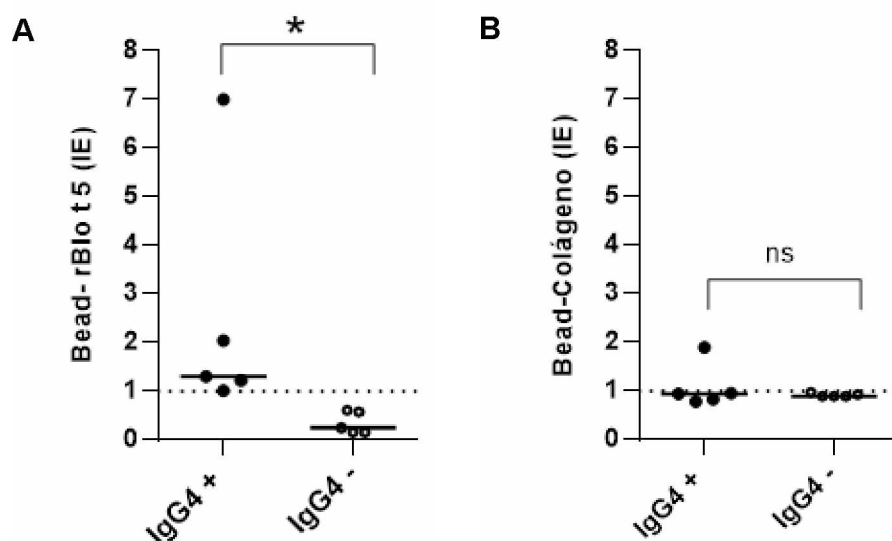 A
*
Bead- rBlo t 5 (IE)
8
7
6
5
4
3
2
1
0
IgG4 +
IgG4 -
B
ns
Bead-Colágeno (IE)
8
7
6
5
4
3
2
1
0
IgG4 +
IgG4 -